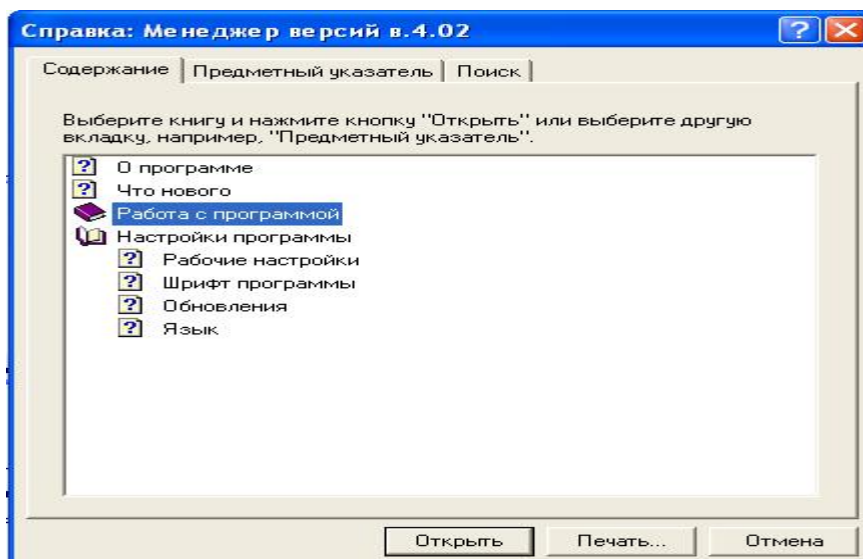 Справка: Менеджер версий в.4.02
Содержание
Предметный указатель
Поиск
Выберите книгу и нажмите кнопку "Открыть" или выберите другую
вкладку, например, "Предметный указатель".
О программе
Что нового
Работа с программой
Настройки программы
Рабочие настройки
Шрифт программы
Обновления
Язык
Открыть
Печать...
Отмена